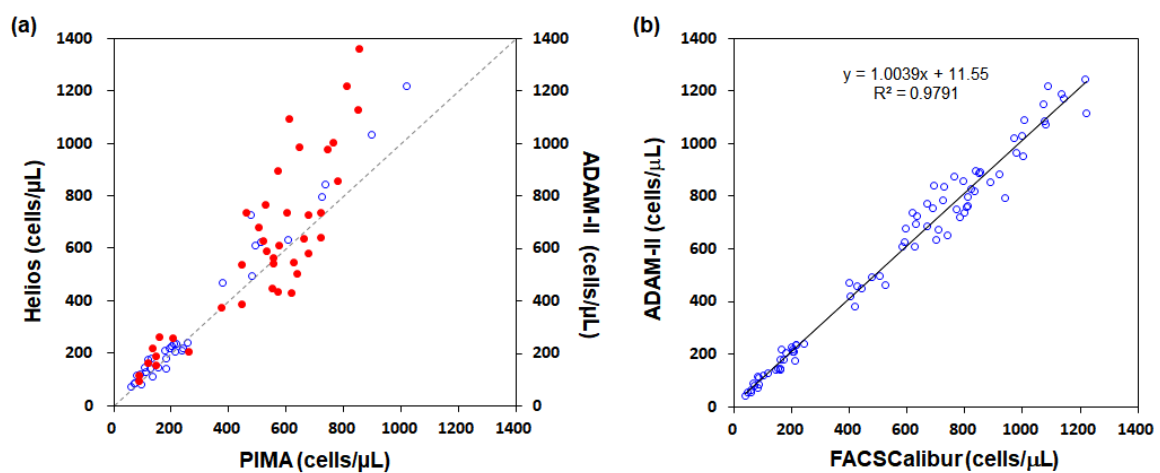 (a)
1400
1200
1000
800
600
400
200
0
Helios (cells/µL)
1400
1200
1000
800
600
400
200
0
ADAM-II (cells/µL)
0 200 400 600 800 1000 1200 1400
PIMA (cells/µL)
(b)
1400
1200
1000
800
600
400
200
0
ADAM-II (cells/µL)
y = 1.0039x + 11.55
R² = 0.9791
0 200 400 600 800 1000 1200 1400
FACSCalibur (cells/µL)